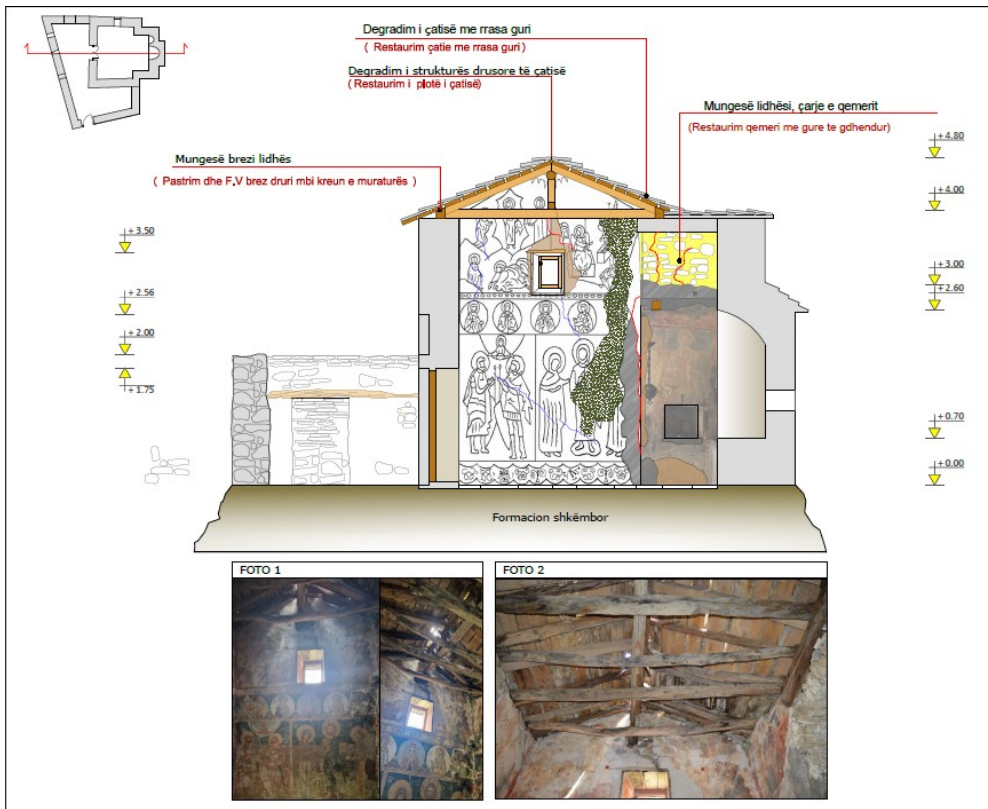 Degradim i çatisë me rrasa guri
( Restaurim çatie me rrasa guri )
Degradim i strukturës drusore të çatisë
(Restaurim i plotë i çatisë)
Mungesë lidhësi, çarje e qemerit
(Restaurim qemeri me gure te gdhendur)
Mungesë brezi lidhës
( Pastrim dhe F.V brez druri mbi kreun e muraturës )
+3.50
+2.56
+2.00
+1.75
+4.80
+4.00
+3.00
+2.60
+0.70
+0.00
Formacion shkëmbor
FOTO 1
FOTO 2